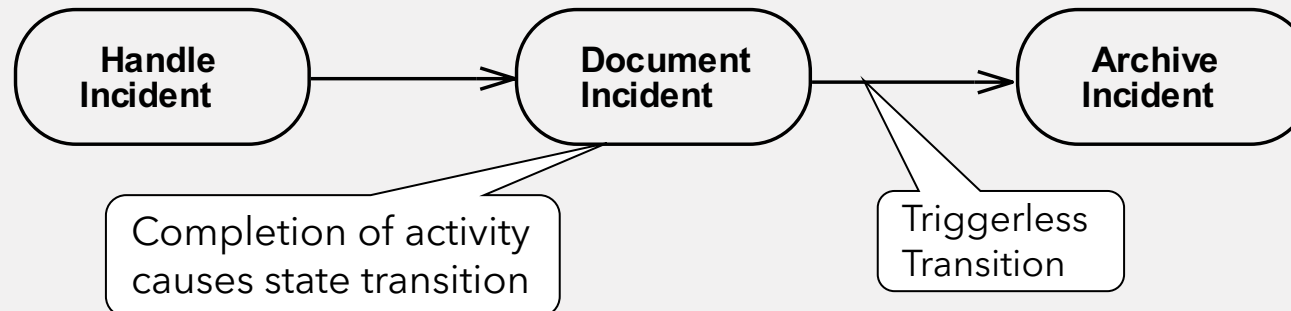 Handle
Incident
Document
Incident
Archive
Incident
Completion of activity
causes state transition
Triggerless
Transition